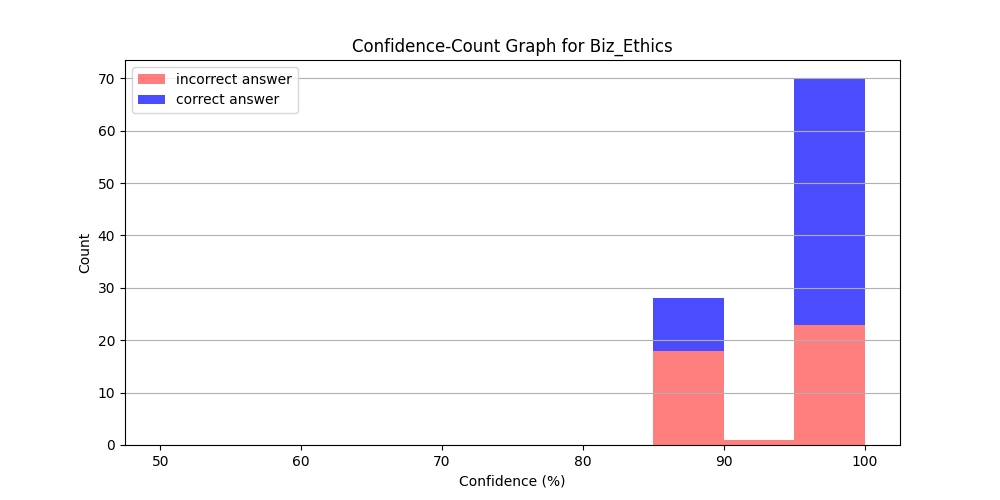 Confidence-Count Graph for Biz_Ethics
incorrect answer
correct answer
70
60
50
40
30
20
10
0
Count
50 60 70 80 90 100
Confidence (%)